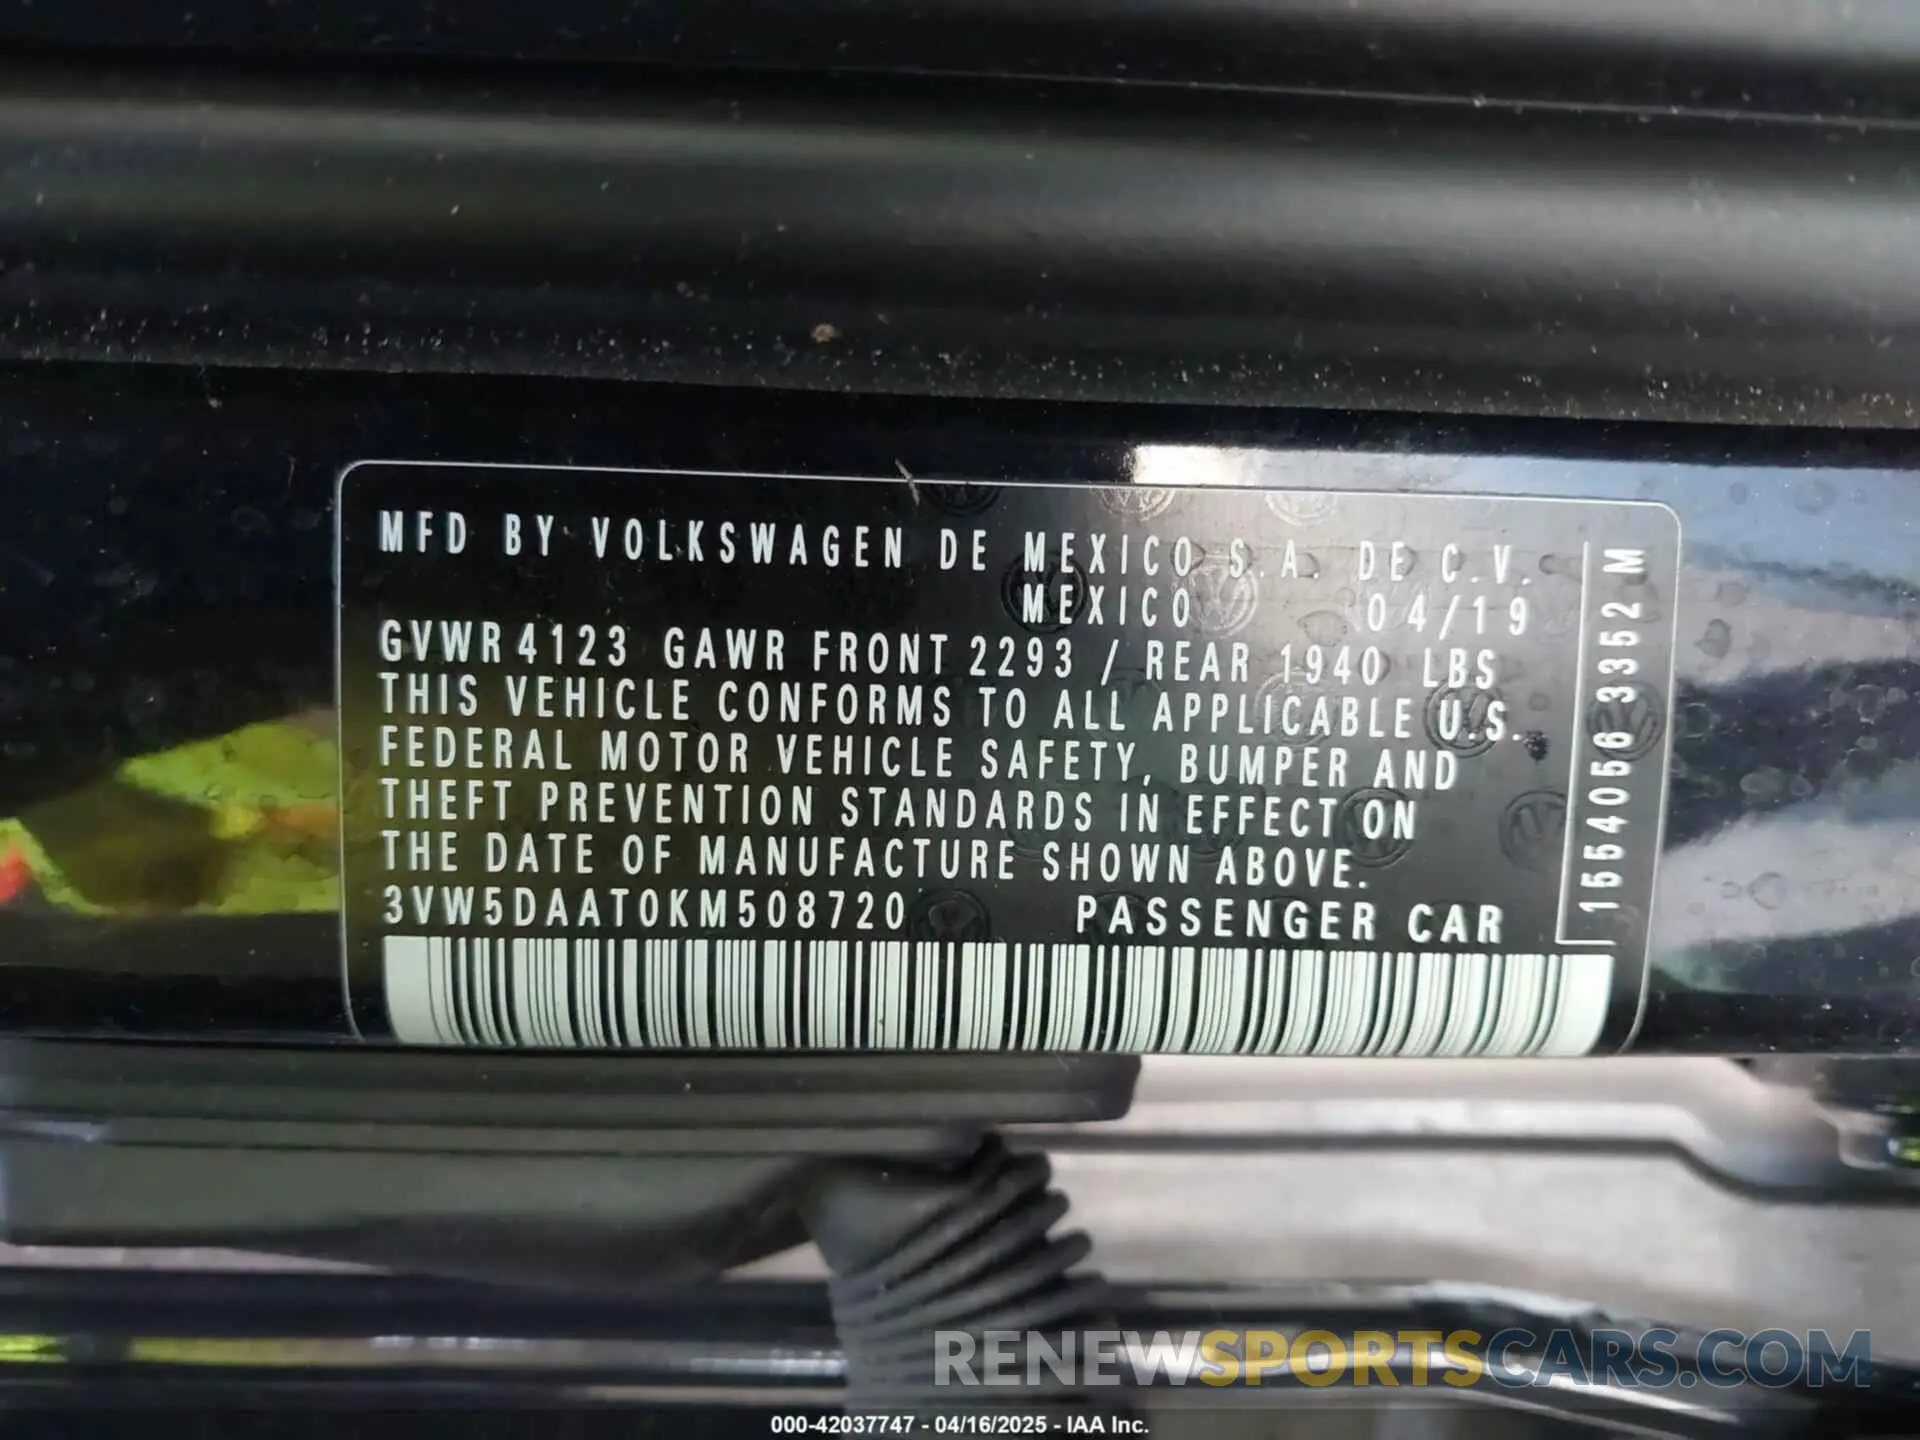 MFD BY VOLKSWAGEN DE MEXICO S.A. DE C.V.
MEXICO 04/19
GVWR 4123 GAWR FRONT 2293 / REAR 1940 LBS
THIS VEHICLE CONFORMS TO ALL APPLICABLE U.S.
FEDERAL MOTOR VEHICLE SAFETY, BUMPER AND
THEFT PREVENTION STANDARDS IN EFFECT ON
THE DATE OF MANUFACTURE SHOWN ABOVE.
3VW5DAAT0KM508720 PASSENGER CAR
1554056 3352 M
RENEWSPORTSCARS.COM
000-42037747 - 04/16/2025 - IAA Inc.